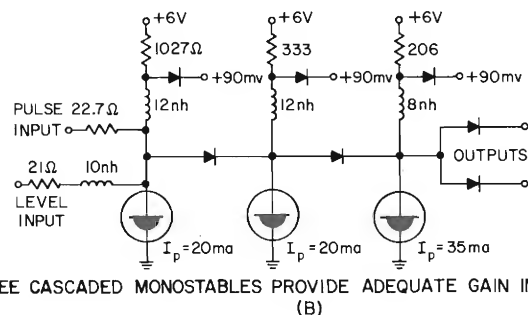 +6V +6V +6V
1027Ω 333 206
+90mv +90mv +90mv
12nh 12nh 8nh
PULSE 22.7Ω
INPUT
21Ω 10nh
LEVEL
INPUT
OUTPUTS
Ip=20ma Ip=20ma Ip=35ma
EE CASCADED MONOSTABLES PROVIDE ADEQUATE GAIN I
(B)